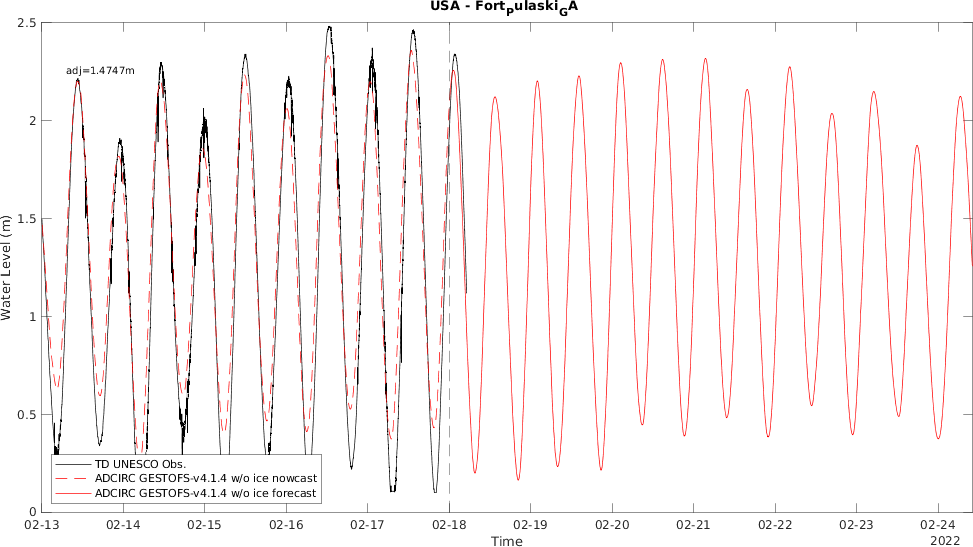 USA - FortPulaskiGA
adj=1.4747m
Water Level (m)
2.5
2
1.5
1
0.5
0
TD UNESCO Obs.
ADCIRC GESTOFS-v4.1.4 w/o ice nowcast
ADCIRC GESTOFS-v4.1.4 w/o ice forecast
02-13 02-14 02-15 02-16 02-17 02-18 02-19 02-20 02-21 02-22 02-23 02-24
2022
Time